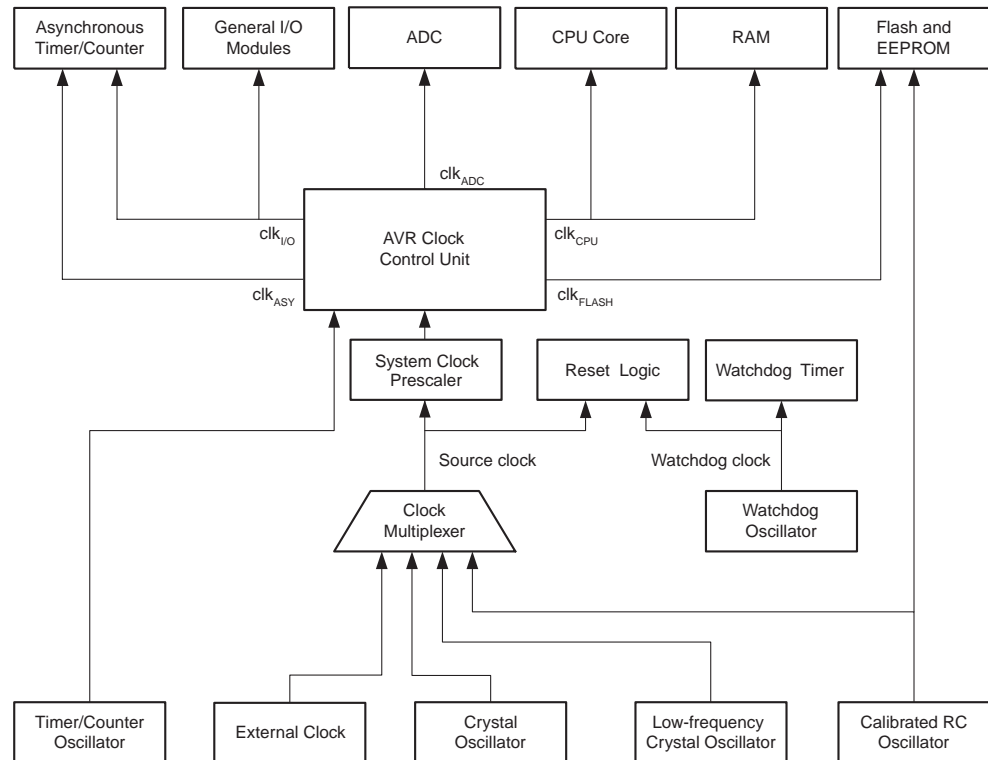 Asynchronous
Timer/Counter
General I/O
Modules
ADC
CPU Core
RAM
Flash and
EEPROM
clkADC
clkI/O
AVR Clock
Control Unit
clkCPU
clkASY
clkFLASH
System Clock
Prescaler
Reset Logic
Watchdog Timer
Source clock
Watchdog clock
Clock
Multiplexer
Watchdog
Oscillator
Timer/Counter
Oscillator
External Clock
Crystal
Oscillator
Low-frequency
Crystal Oscillator
Calibrated RC
Oscillator